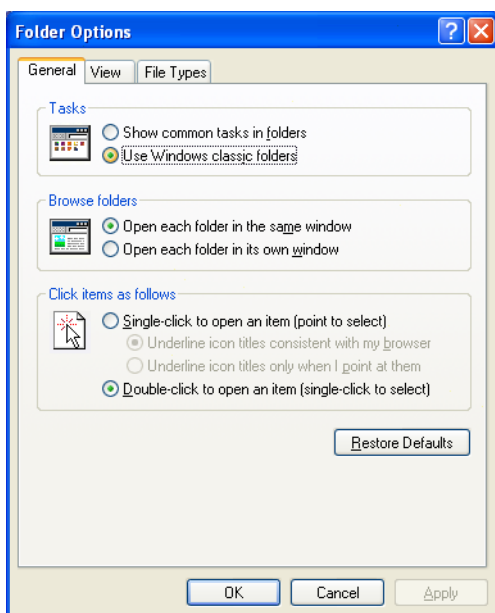 Folder Options
General View File Types
Tasks
Show common tasks in folders
Use Windows classic folders
Browse folders
Open each folder in the same window
Open each folder in its own window
Click items as follows
Single-click to open an item (point to select)
Underline icon titles consistent with my browser
Underline icon titles only when I point at them
Double-click to open an item (single-click to select)
Restore Defaults
OK Cancel Apply